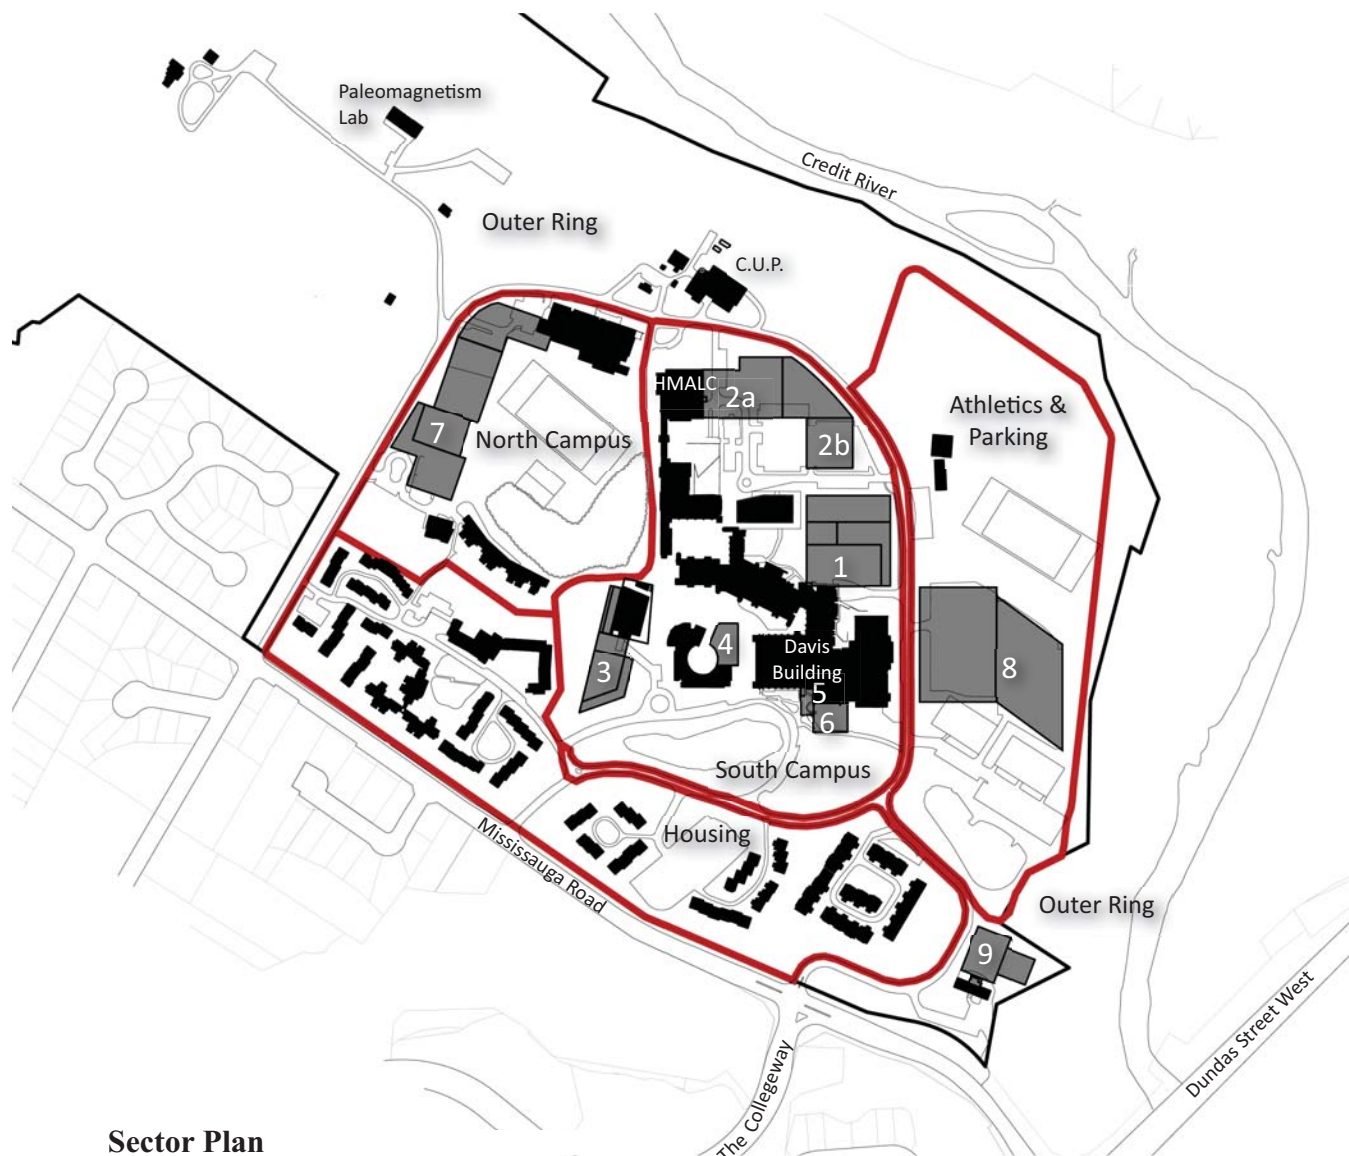 Paleomagnetism
Lab
Credit River
Outer Ring
C.U.P.
HMALC
2a
Athletics &
Parking
7
North Campus
2b
1
4
Davis
Building
3
8
5
6
South Campus
Housing
Mississauga Road
Outer Ring
9
Dundas Street West
The Collegeway
Sector Plan